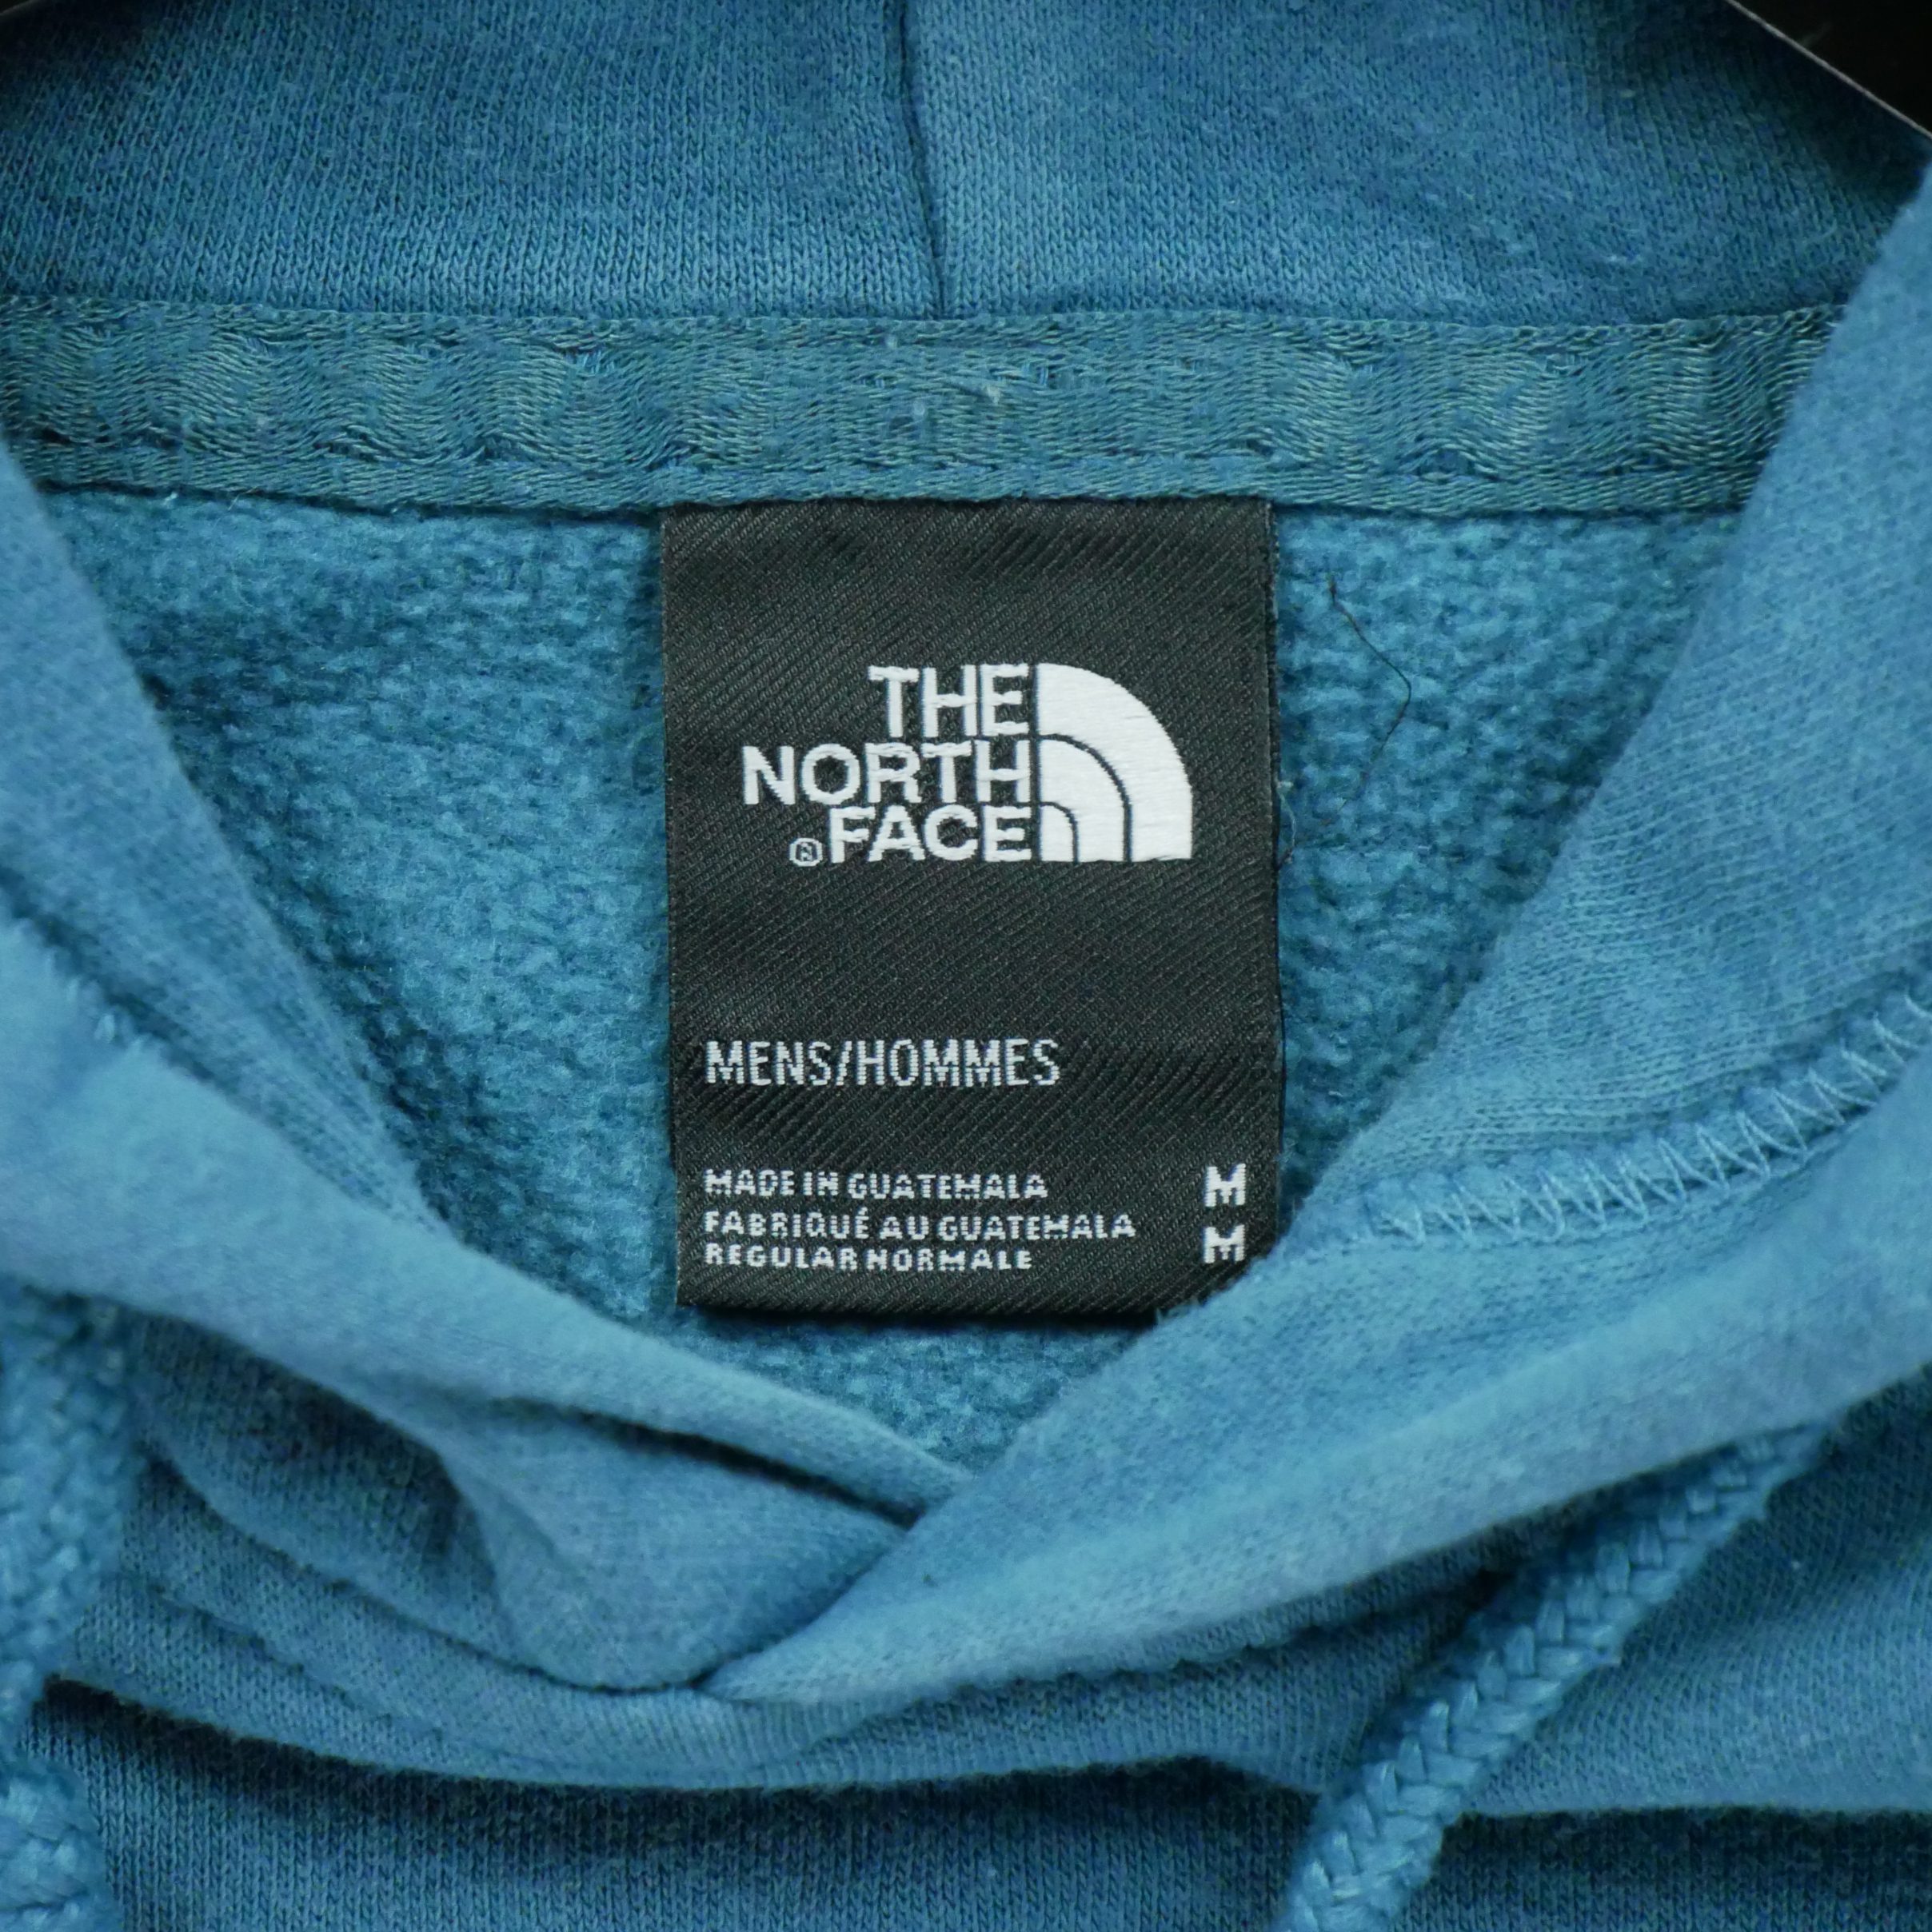 THE
NORTH
®FACE
MENS/HOMMES
MADE IN GUATEMALA M
FABRIQUÉ AU GUATEMALA
REGULAR NORMALE M